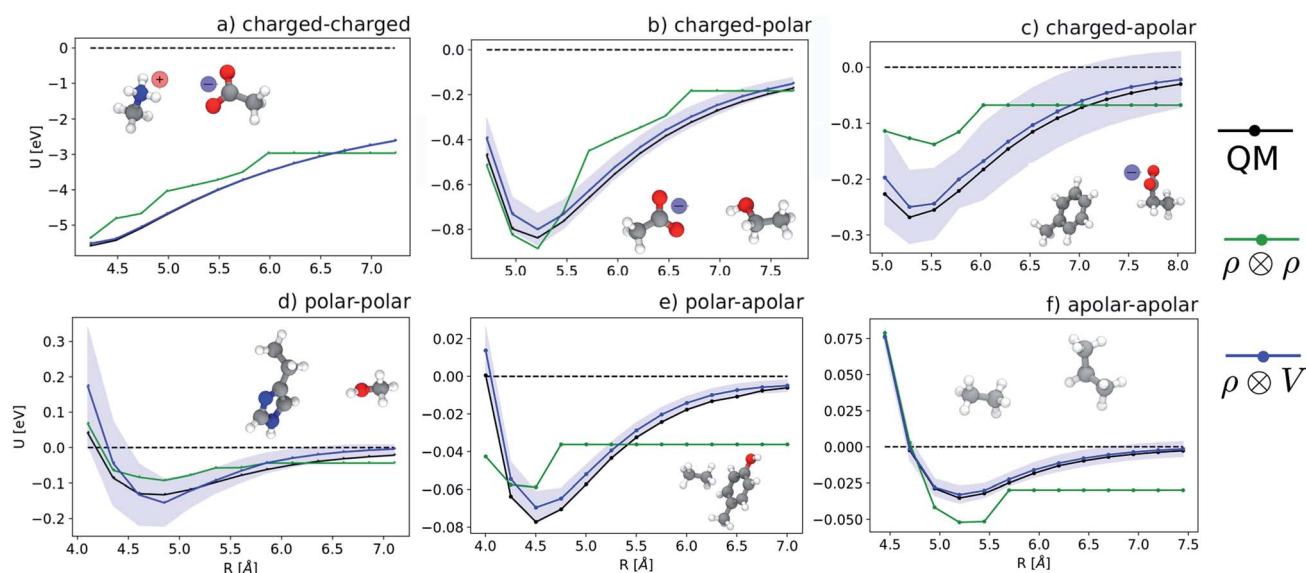 a) charged-charged
b) charged-polar
c) charged-apolar
0
−1
−2
−3
−4
−5
U [eV]
+
−
4.5 5.0 5.5 6.0 6.5 7.0
0.0
−0.2
−0.4
−0.6
−0.8
−
5.0 5.5 6.0 6.5 7.0 7.5
0.0
−0.1
−0.2
−0.3
−
5.0 5.5 6.0 6.5 7.0 7.5 8.0
QM
ρ ⊗ ρ
ρ ⊗ V
d) polar-polar
e) polar-apolar
f) apolar-apolar
0.3
0.2
0.1
0.0
−0.1
−0.2
U [eV]
4.0 4.5 5.0 5.5 6.0 6.5 7.0
R [Å]
0.02
0.00
−0.02
−0.04
−0.06
−0.08
4.0 4.5 5.0 5.5 6.0 6.5 7.0
R [Å]
0.075
0.050
0.025
0.000
−0.025
−0.050
4.5 5.0 5.5 6.0 6.5 7.0 7.5
R [Å]